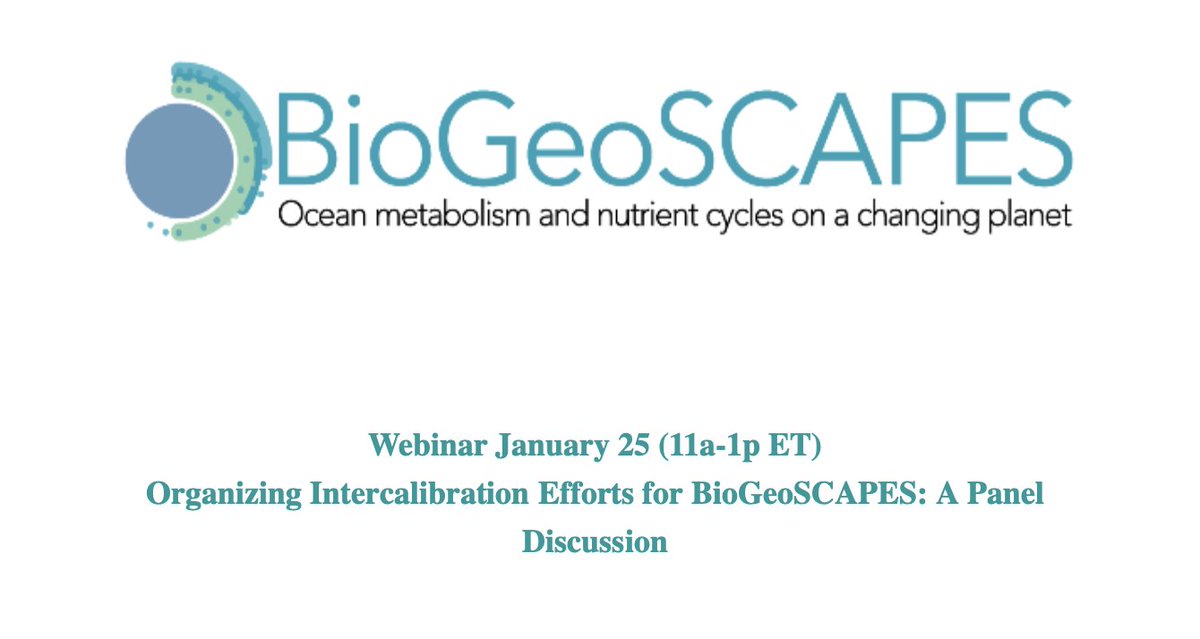 BioGeoSCAPES
Ocean metabolism and nutrient cycles on a changing planet
Webinar January 25 (11a-1p ET)
Organizing Intercalibration Efforts for BioGeoSCAPES: A Panel
Discussion